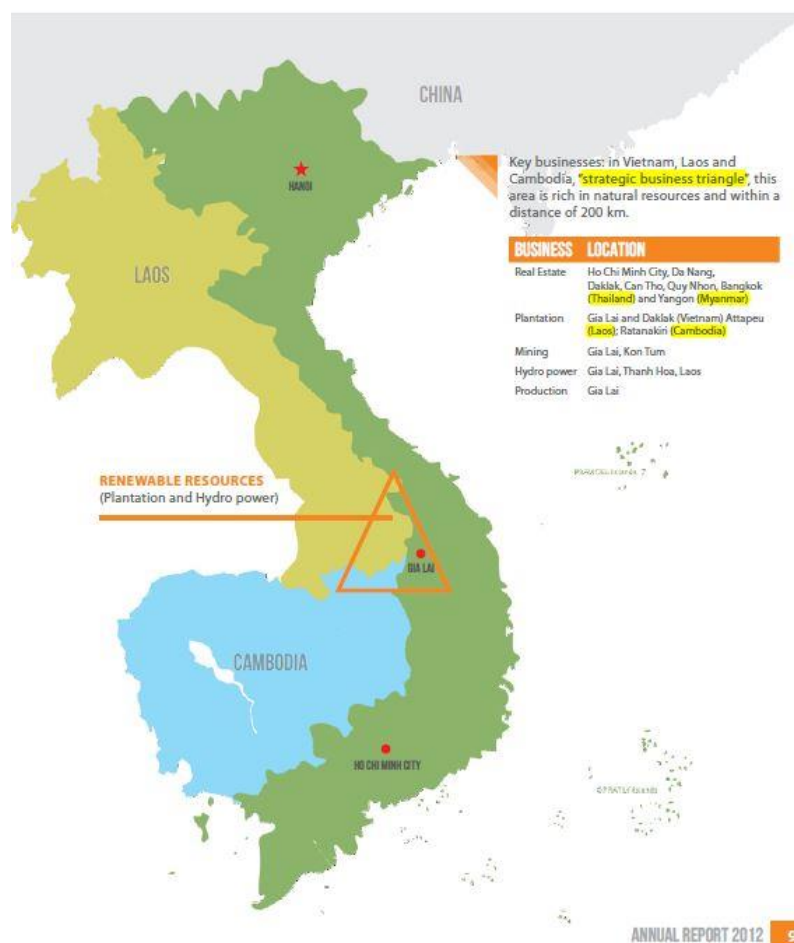 CHINA
HANOI
Key businesses: in Vietnam, Laos and
Cambodia, "strategic business triangle", this
area is rich in natural resources and within a
distance of 200 km.
BUSINESS LOCATION
Real Estate Ho Chi Minh City, Da Nang,
Daklak, Can Tho, Quy Nhon, Bangkok
(Thailand) and Yangon (Myanmar)
Plantation Gia Lai and Daklak (Vietnam) Attapeu
(Laos); Ratanakiri (Cambodia)
Mining Gia Lai, Kon Tum
Hydro power Gia Lai, Thanh Hoa, Laos
Production Gia Lai
LAOS
RENEWABLE RESOURCES
(Plantation and Hydro power)
GIA LAI
CAMBODIA
HO CHI MINH CITY
Islands
ANNUAL REPORT 2012 9